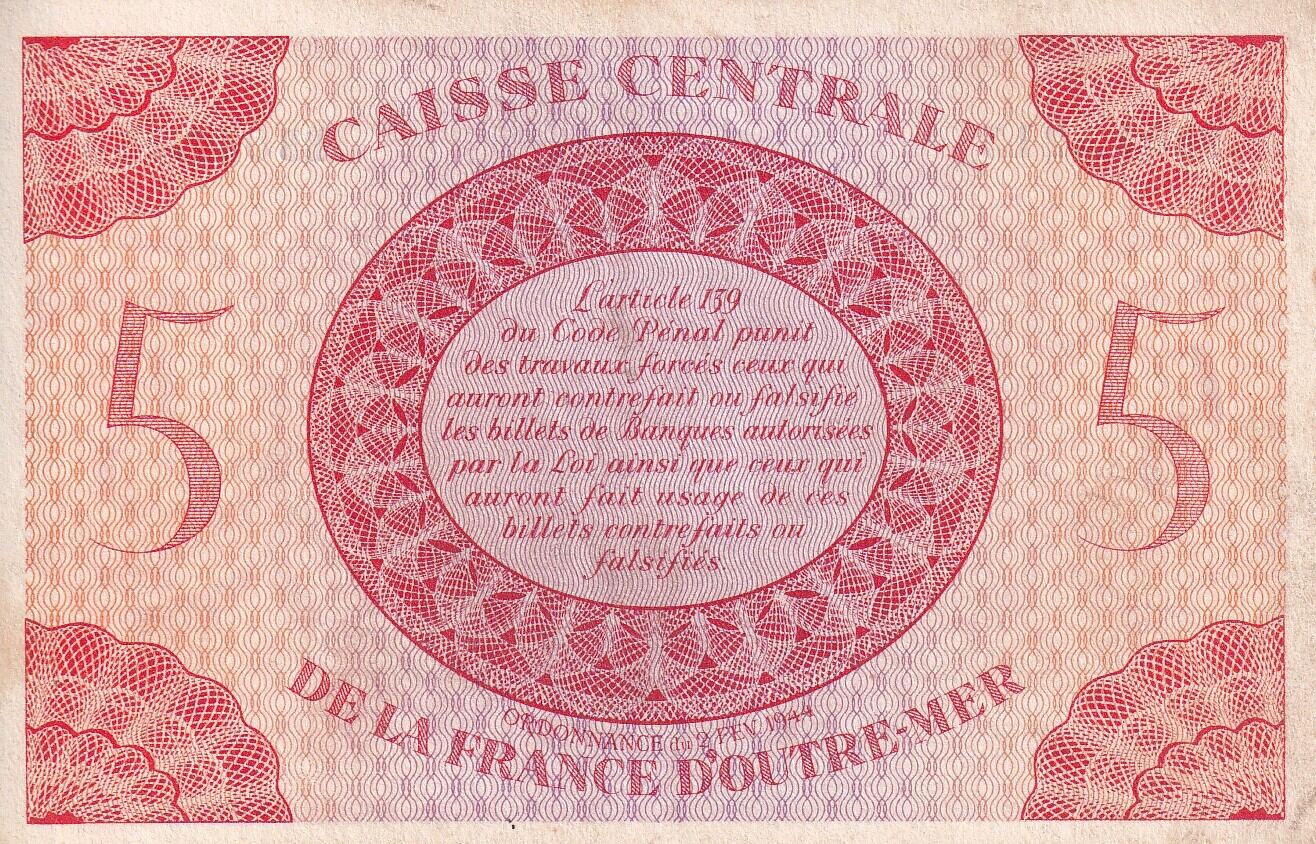 CAISSE CENTRALE
5
L'article 139
du Code Pénal punit
des travaux forcés ceux qui
auront contrefait ou falsifié
les billets de Banques autorisées
par la Loi ainsi que ceux qui
auront fait usage de ces
billets contrefaits ou
falsifiés
5
ORDONNANCE du 2 FEV 1944
DE LA FRANCE D'OUTRE-MER